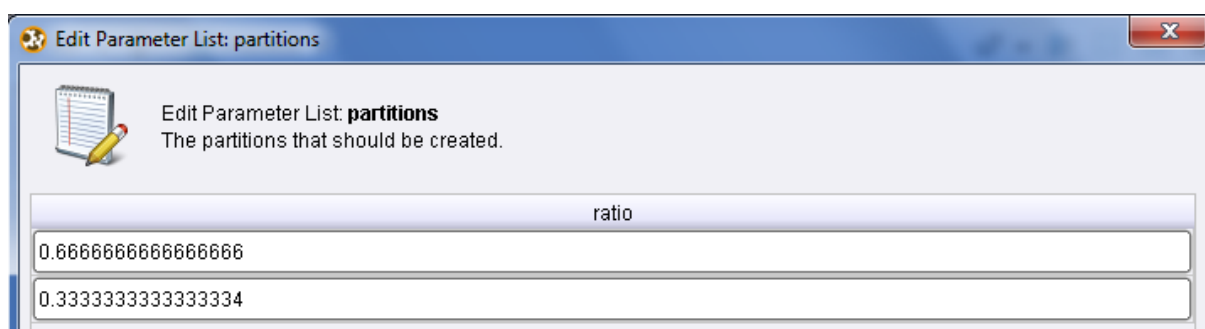 Edit Parameter List: partitions
Edit Parameter List: partitions
The partitions that should be created.
ratio
0.6666666666666666
0.3333333333333334